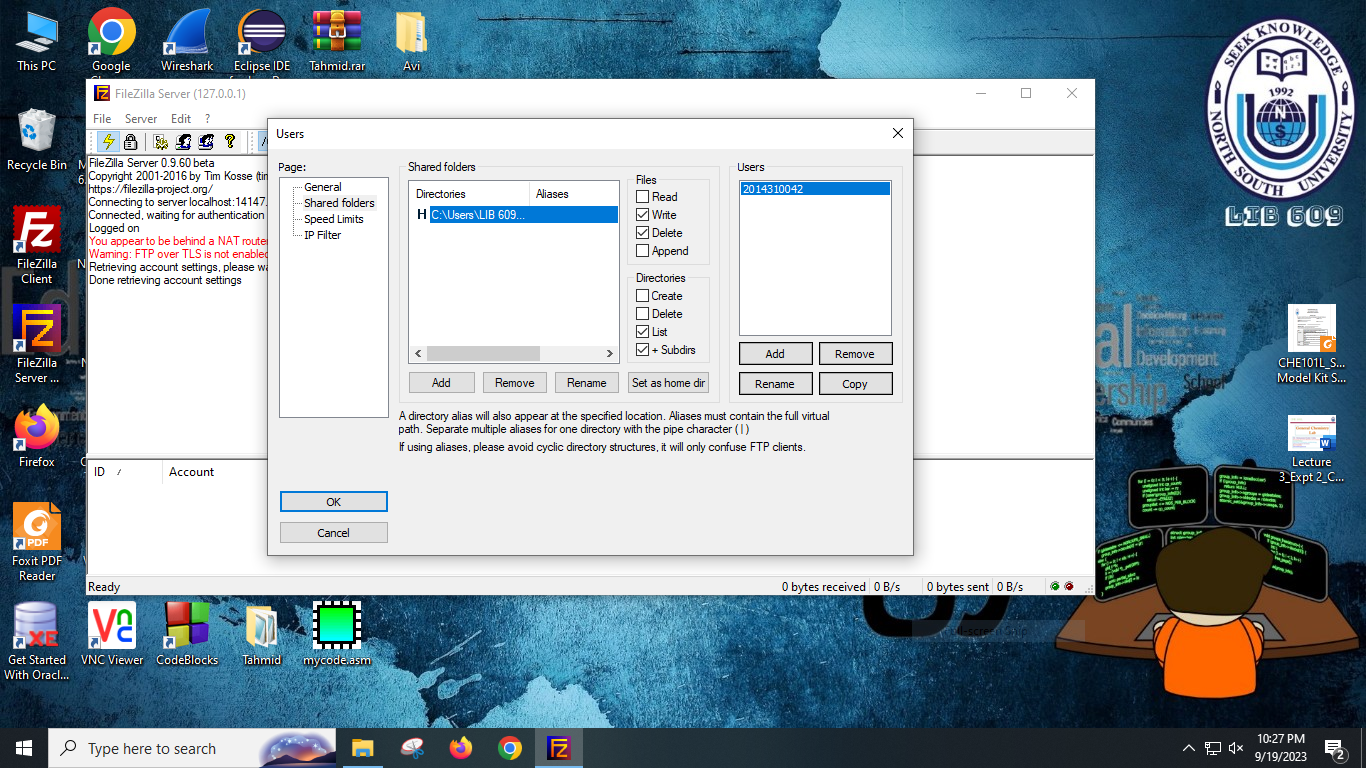 This PC
Google
Chrome
Wireshark
Eclipse IDE
Tahmid.rar
Avi
Recycle Bin
FileZilla
Client
FileZilla
Server ...
Firefox
Foxit PDF
Reader
Get Started
With Oracl...
VNC Viewer
CodeBlocks
Tahmid
mycode.asm
FileZilla Server (127.0.0.1)
File Server Edit ?
FileZilla Server 0.9.60 beta
Copyright 2001-2016 by Tim Kosse (tim
https://filezilla-project.org/
Connecting to server localhost:14147.
Connected, waiting for authentication
Logged on
You appear to be behind a NAT router
Warning: FTP over TLS is not enabled
Retrieving account settings, please wa
Done retrieving account settings
ID / Account
Ready
0 bytes received 0 B/s 0 bytes sent 0 B/s
Users
Page:
General
Shared folders
Speed Limits
IP Filter
OK
Cancel
Shared folders
Directories Aliases
H C:\Users\LIB 609...
Add Remove Rename Set as home dir
Files
Read
Write
Delete
Append
Directories
Create
Delete
List
+ Subdirs
Users
2014310042
Add Remove
Rename Copy
A directory alias will also appear at the specified location. Aliases must contain the full virtual
path. Separate multiple aliases for one directory with the pipe character (|)
If using aliases, please avoid cyclic directory structures, it will only confuse FTP clients.
SEEK KNOWLEDGE
1992
NORTH SOUTH UNIVERSITY
LIB 609
Information
Development
School
CHE101L_S...
Model Kit S...
Lecture
3_Expt 2_C...
Type here to search
10:27 PM
9/19/2023
2